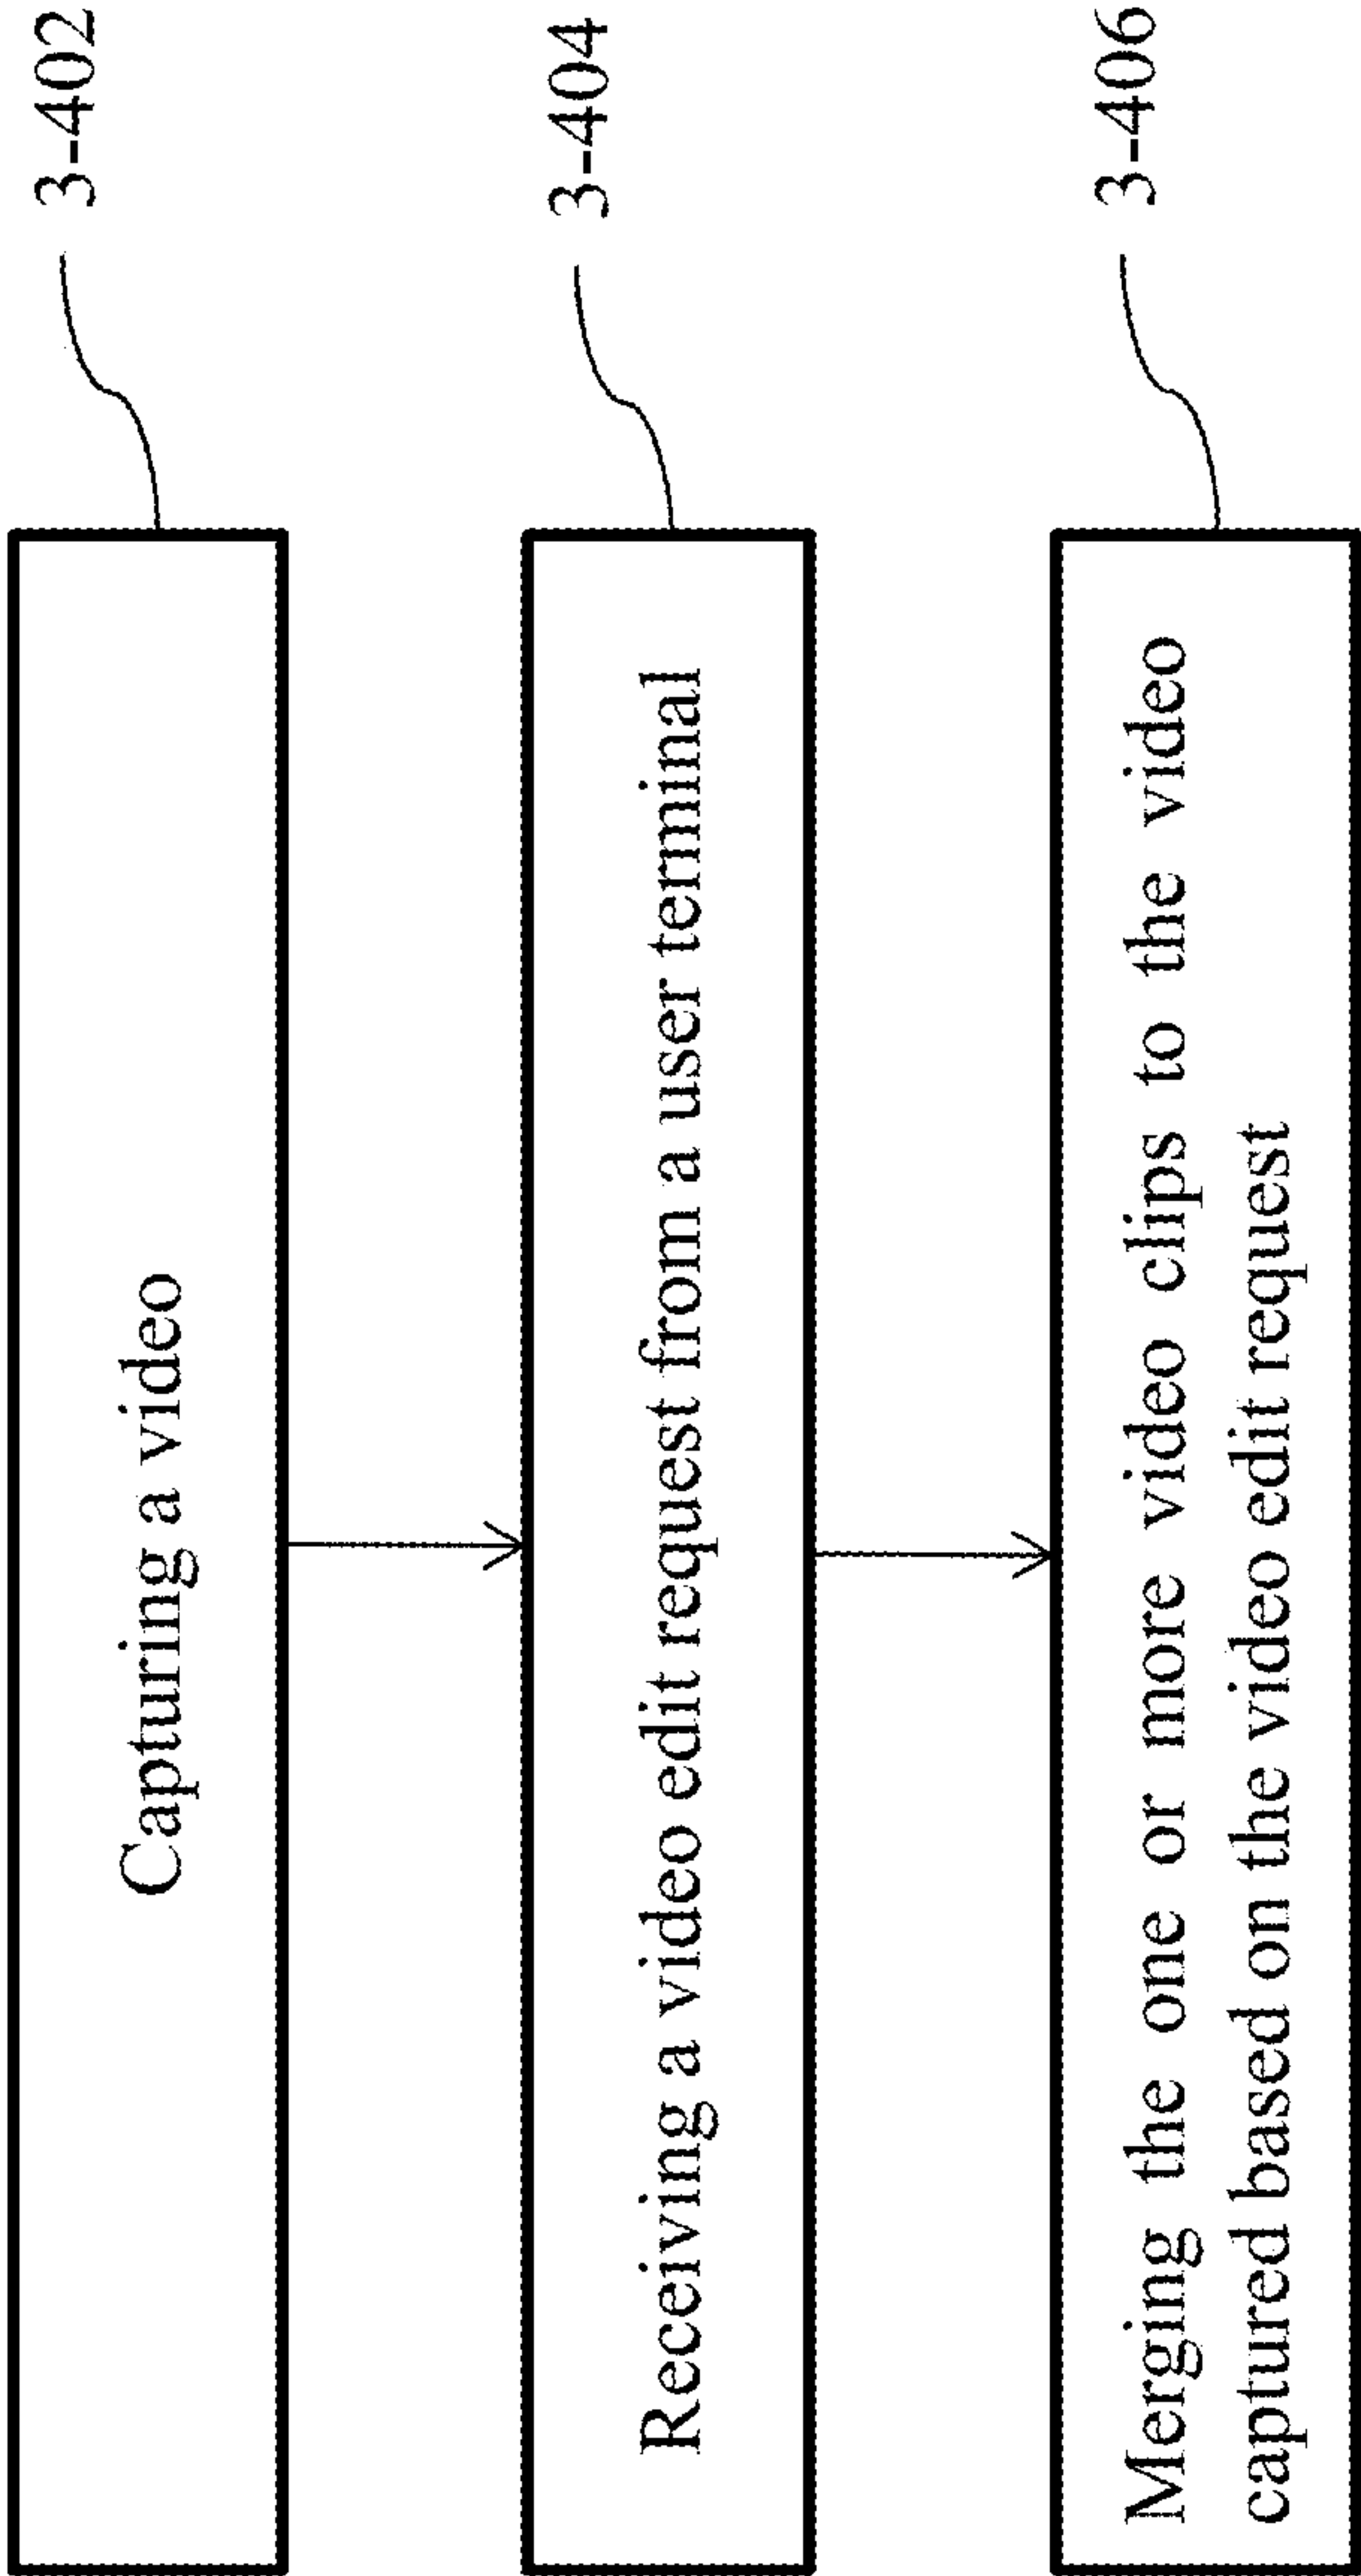 Capturing a video
3-402
Receiving a video edit request from a user terminal
3-404
Merging the one or more video clips to the video
captured based on the video edit request
3-406